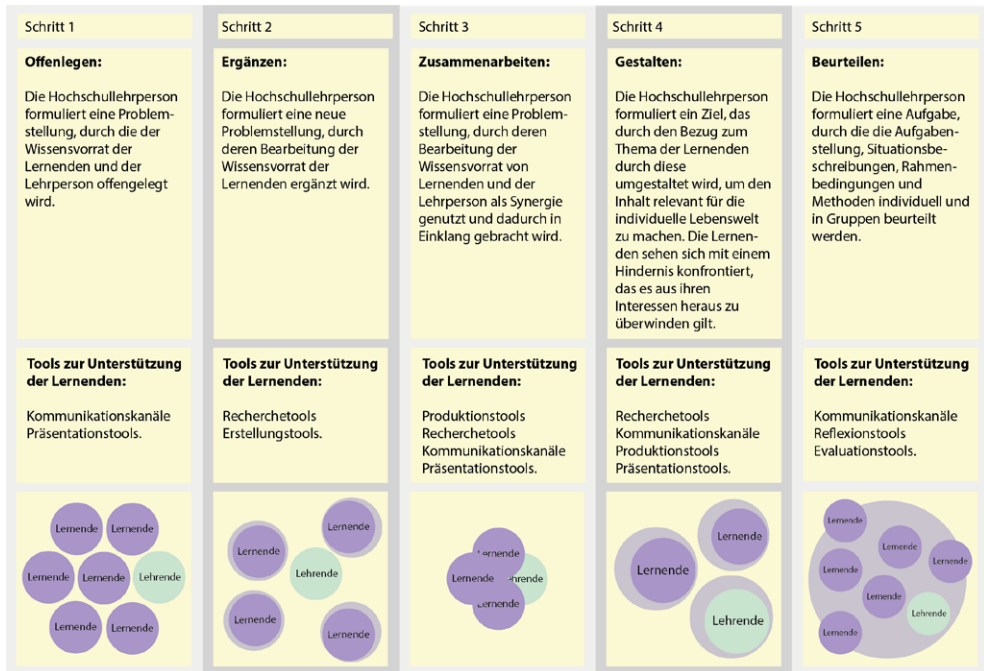 Schritt 1
Offenlegen:
Die Hochschullehrperson
formuliert eine Problem-
stellung, durch die der
Wissensvorrat der
Lernenden und der
Lehrperson offengelegt
wird.
Tools zur Unterstützung
der Lernenden:
Kommunikationskanäle
Präsentationstools.
Lernende
Lernende
Lernende
Lernende
Lehrende
Lernende
Lernende
Schritt 2
Ergänzen:
Die Hochschullehrperson
formuliert eine neue
Problemstellung, durch
deren Bearbeitung der
Wissensvorrat der
Lernenden ergänzt wird.
Tools zur Unterstützung
der Lernenden:
Recherchetools
Erstellungstools.
Lernende
Lernende
Lehrende
Lernende
Lernende
Schritt 3
Zusammenarbeiten:
Die Hochschullehrperson
formuliert eine Problem-
stellung, durch deren
Bearbeitung der
Wissensvorrat von
Lernenden und der
Lehrperson als Synergie
genutzt und dadurch in
Einklang gebracht wird.
Tools zur Unterstützung
der Lernenden:
Produktionstools
Recherchetools
Kommunikationskanäle
Präsentationstools.
Lernende
Lernende
hrende
Lernende
Schritt 4
Gestalten:
Die Hochschullehrperson
formuliert ein Ziel, das
durch den Bezug zum
Thema der Lernenden
durch diese
umgestaltet wird, um den
Inhalt relevant für die
individuelle Lebenswelt
zu machen. Die Lernen-
den sehen sich mit einem
Hindernis konfrontiert,
das es aus ihren
Interessen heraus zu
überwinden gilt.
Tools zur Unterstützung
der Lernenden:
Recherchetools
Kommunikationskanäle
Produktionstools
Präsentationstools.
Lernende
Lernende
Lehrende
Schritt 5
Beurteilen:
Die Hochschullehrperson
formuliert eine Aufgabe,
durch die die Aufgaben-
stellung, Situationsbe-
schreibungen, Rahmen-
bedingungen und
Methoden individuell und
in Gruppen beurteilt
werden.
Tools zur Unterstützung
der Lernenden:
Kommunikationskanäle
Reflexionstools
Evaluationstools.
Lernende
Lernende
Lernende
Lernende
Lernende
Lehrende
Lernende